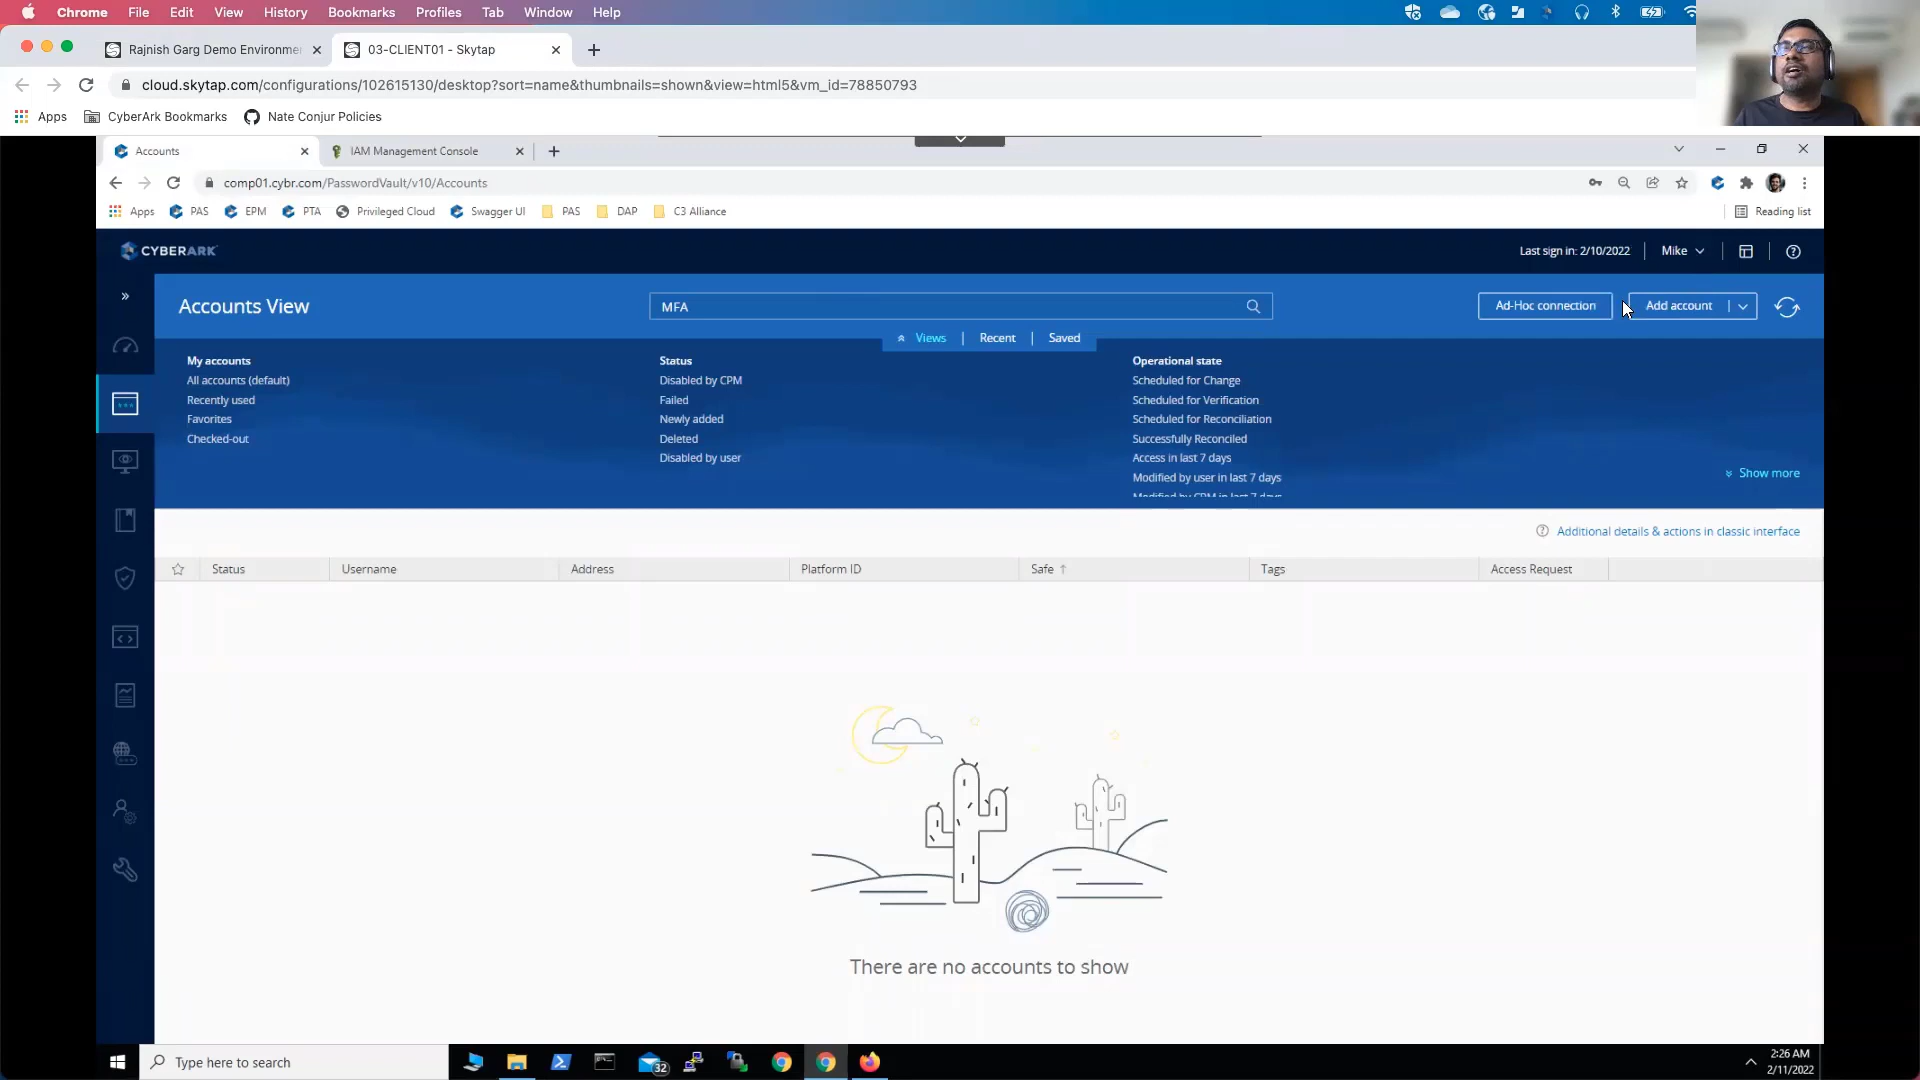 Chrome File Edit View History Bookmarks Profiles Tab Window Help
Rajnish Garg Demo Environme
03-CLIENT01 - Skytap
cloud.skytap.com/configurations/102615130/desktop?sort=name&thumbnails=shown&view=html5&vm_id=78850793
Apps CyberArk Bookmarks Nate Conjur Policies
Accounts IAM Management Console
comp01.cybr.com/PasswordVault/v10/Accounts
Apps PAS EPM PTA Privileged Cloud Swagger UI PAS DAP C3 Alliance Reading list
CYBERARK Last sign in: 2/10/2022 Mike
Accounts View MFA Ad-Hoc connection Add account
Views Recent Saved
My accounts
All accounts (default)
Recently used
Favorites
Checked-out
Status
Disabled by CPM
Failed
Newly added
Deleted
Disabled by user
Operational state
Scheduled for Change
Scheduled for Verification
Scheduled for Reconciliation
Successfully Reconciled
Access in last 7 days
Modified by user in last 7 days
Modified by CPM in last 7 days
Show more
Additional details & actions in classic interface
Status Username Address Platform ID Safe Tags Access Request
There are no accounts to show
Type here to search
32
2:26 AM
2/11/2022